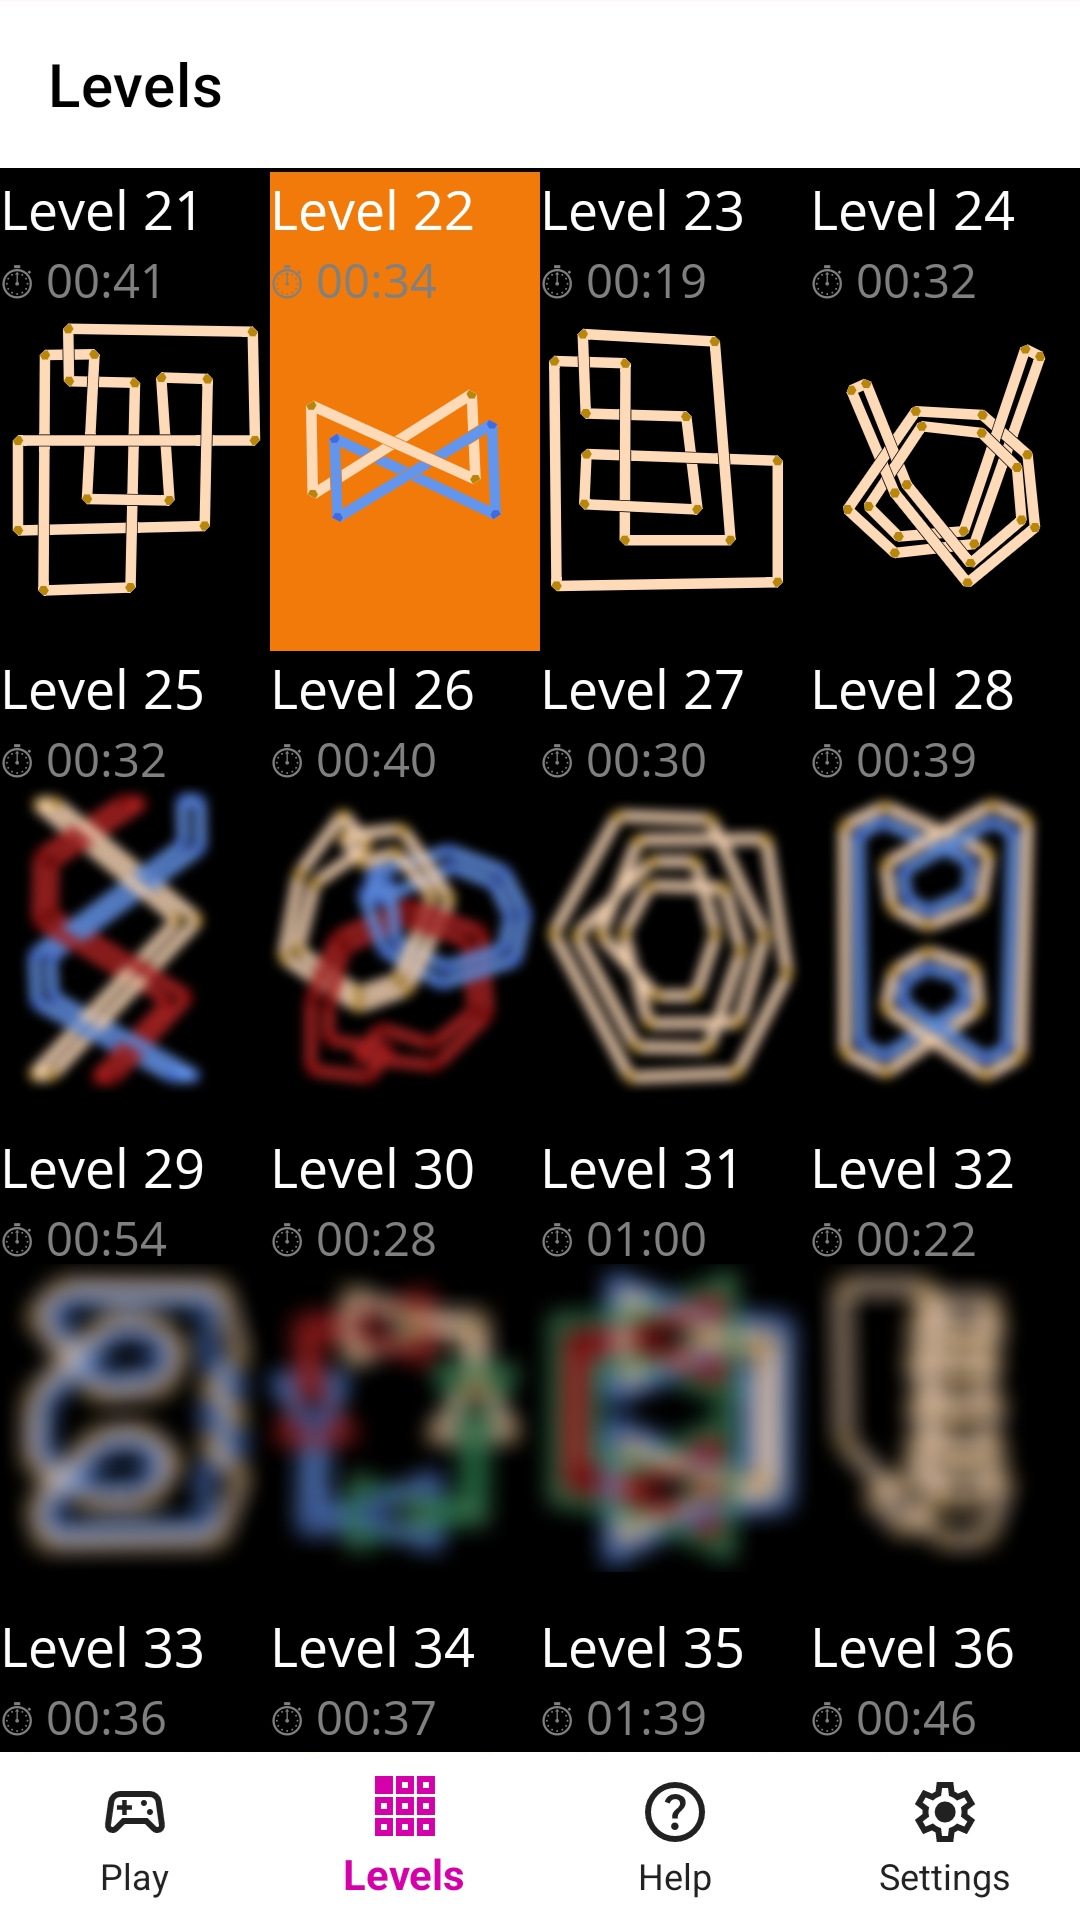 Levels
Level 21 Level 22 Level 23 Level 24
00:41 00:34 00:19 00:32
Level 25 Level 26 Level 27 Level 28
00:32 00:40 00:30 00:39
Level 29 Level 30 Level 31 Level 32
00:54 00:28 01:00 00:22
Level 33 Level 34 Level 35 Level 36
00:36 00:37 01:39 00:46
Play Levels Help Settings